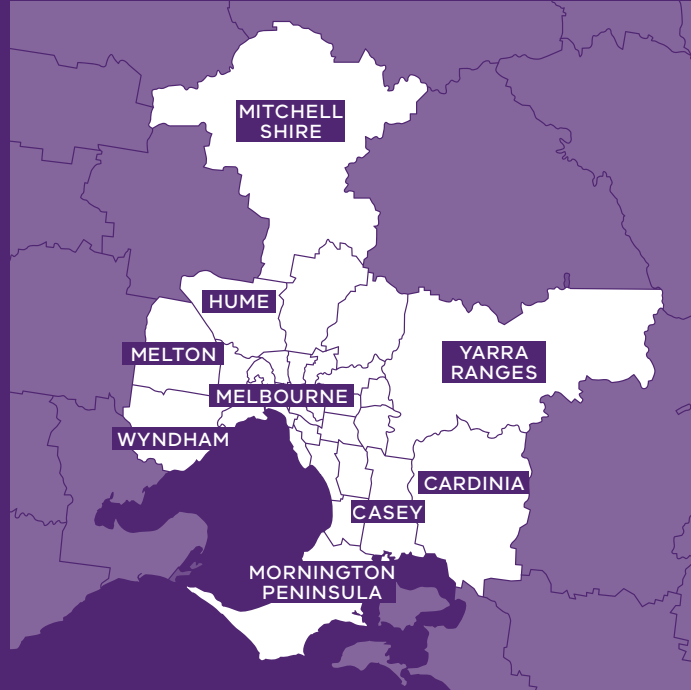 MITCHELL
SHIRE
HUME
MELTON
YARRA
RANGES
MELBOURNE
WYNDHAM
CARDINIA
CASEY
MORNINGTON
PENINSULA